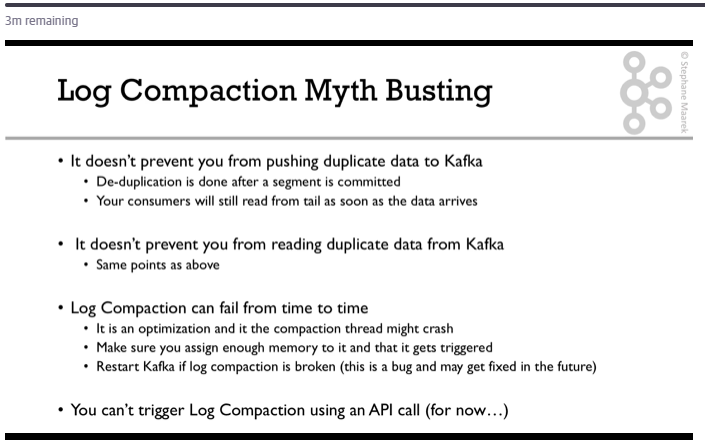 3m remaining
Log Compaction Myth Busting
© Stephane Maarek
• It doesn't prevent you from pushing duplicate data to Kafka
• De-duplication is done after a segment is committed
• Your consumers will still read from tail as soon as the data arrives
• It doesn't prevent you from reading duplicate data from Kafka
• Same points as above
• Log Compaction can fail from time to time
• It is an optimization and it the compaction thread might crash
• Make sure you assign enough memory to it and that it gets triggered
• Restart Kafka if log compaction is broken (this is a bug and may get fixed in the future)
• You can't trigger Log Compaction using an API call (for now…)